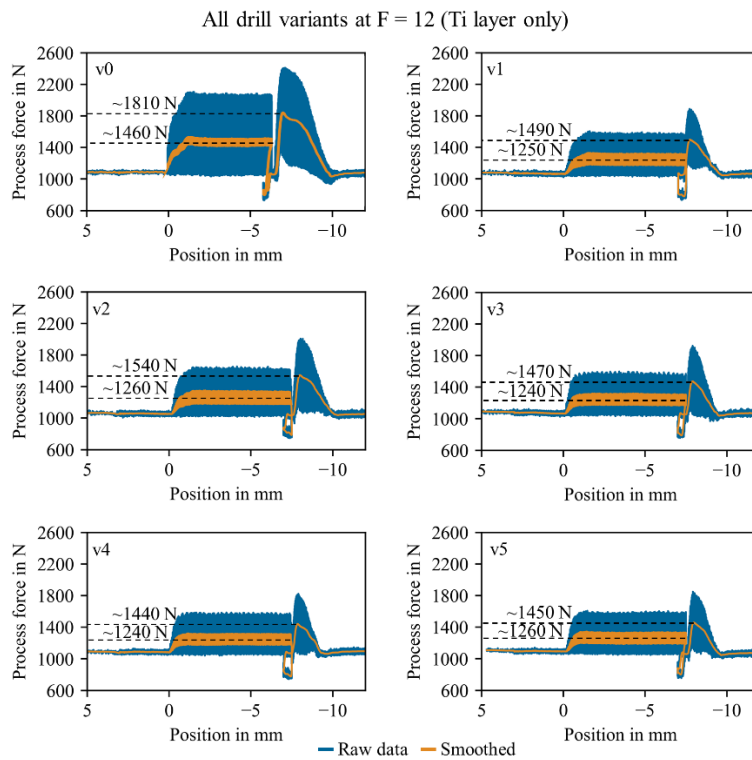 All drill variants at F = 12 (Ti layer only)
Process force in N
2600
2200
1800
1400
1000
600
v0
~1810 N
~1460 N
5
0
−5
−10
Position in mm
Process force in N
2600
2200
1800
1400
1000
600
v1
~1490 N
~1250 N
5
0
−5
−10
Position in mm
Process force in N
2600
2200
1800
1400
1000
600
v2
~1540 N
~1260 N
5
0
−5
−10
Position in mm
Process force in N
2600
2200
1800
1400
1000
600
v3
~1470 N
~1240 N
5
0
−5
−10
Position in mm
Process force in N
2600
2200
1800
1400
1000
600
v4
~1440 N
~1240 N
5
0
−5
−10
Position in mm
Process force in N
2600
2200
1800
1400
1000
600
v5
~1450 N
~1260 N
5
0
−5
−10
Position in mm
Raw data
Smoothed